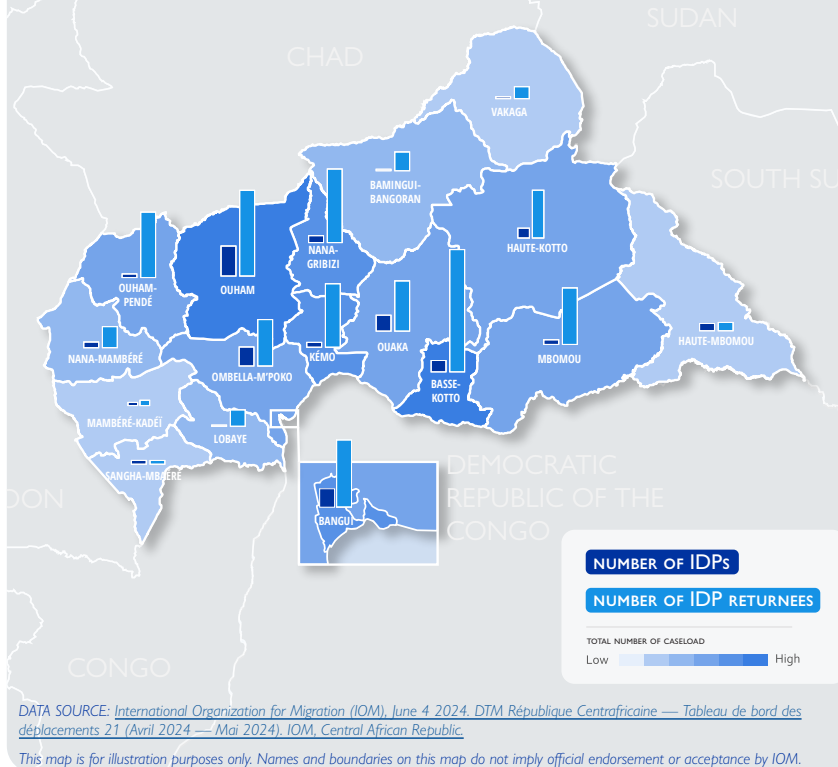 SUDAN
CHAD
VAKAGA
SOUTH SU
BAMINGUI-
BANGORAN
HAUTE-KOTTO
NANA-
GRIBIZI
OUHAM-
PENDÉ
OUHAM
HAUTE-MBOMOU
OUAKA
KÉMO
NANA-MAMBÉRÉ
MBOMOU
OMBELLA-M'POKO
BASSE-
KOTTO
MAMBÉRÉ-KADÉÏ
LOBAYE
SANGHA-MBAÉRÉ
DEMOCRATIC
REPUBLIC OF THE
CONGO
DON
BANGUI
NUMBER OF IDPs
NUMBER OF IDP RETURNEES
TOTAL NUMBER OF CASELOAD
Low High
CONGO
DATA SOURCE: International Organization for Migration (IOM), June 4 2024. DTM République Centrafricaine — Tableau de bord des
déplacements 21 (Avril 2024 — Mai 2024). IOM, Central African Republic.
This map is for illustration purposes only. Names and boundaries on this map do not imply official endorsement or acceptance by IOM.